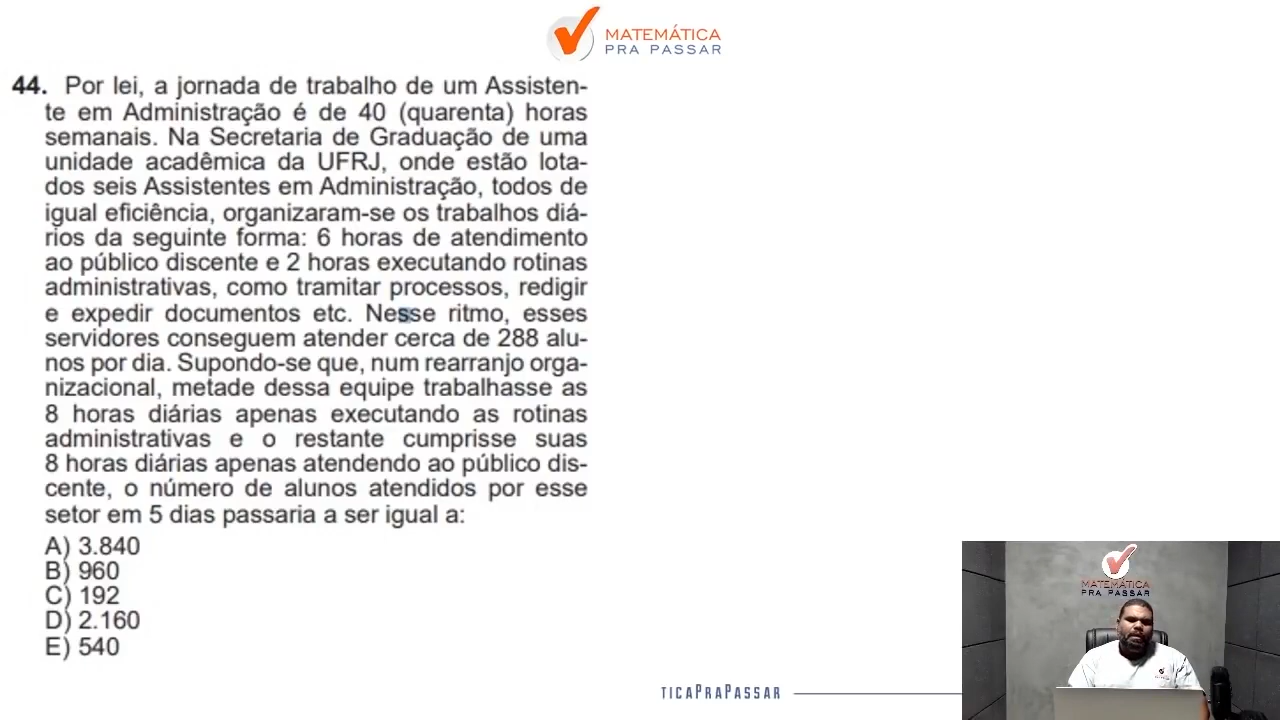 MATEMÁTICA
PRA PASSAR
44. Por lei, a jornada de trabalho de um Assisten-
te em Administração é de 40 (quarenta) horas
semanais. Na Secretaria de Graduação de uma
unidade acadêmica da UFRJ, onde estão lota-
dos seis Assistentes em Administração, todos de
igual eficiência, organizaram-se os trabalhos diá-
rios da seguinte forma: 6 horas de atendimento
ao público discente e 2 horas executando rotinas
administrativas, como tramitar processos, redigir
e expedir documentos etc. Nesse ritmo, esses
servidores conseguem atender cerca de 288 alu-
nos por dia. Supondo-se que, num rearranjo orga-
nizacional, metade dessa equipe trabalhasse as
8 horas diárias apenas executando as rotinas
administrativas e o restante cumprisse suas
8 horas diárias apenas atendendo ao público dis-
cente, o número de alunos atendidos por esse
setor em 5 dias passaria a ser igual a:
A) 3.840
B) 960
C) 192
D) 2.160
E) 540
MATEMÁTICA
PRA PASSAR
TICAPRAPASSAR